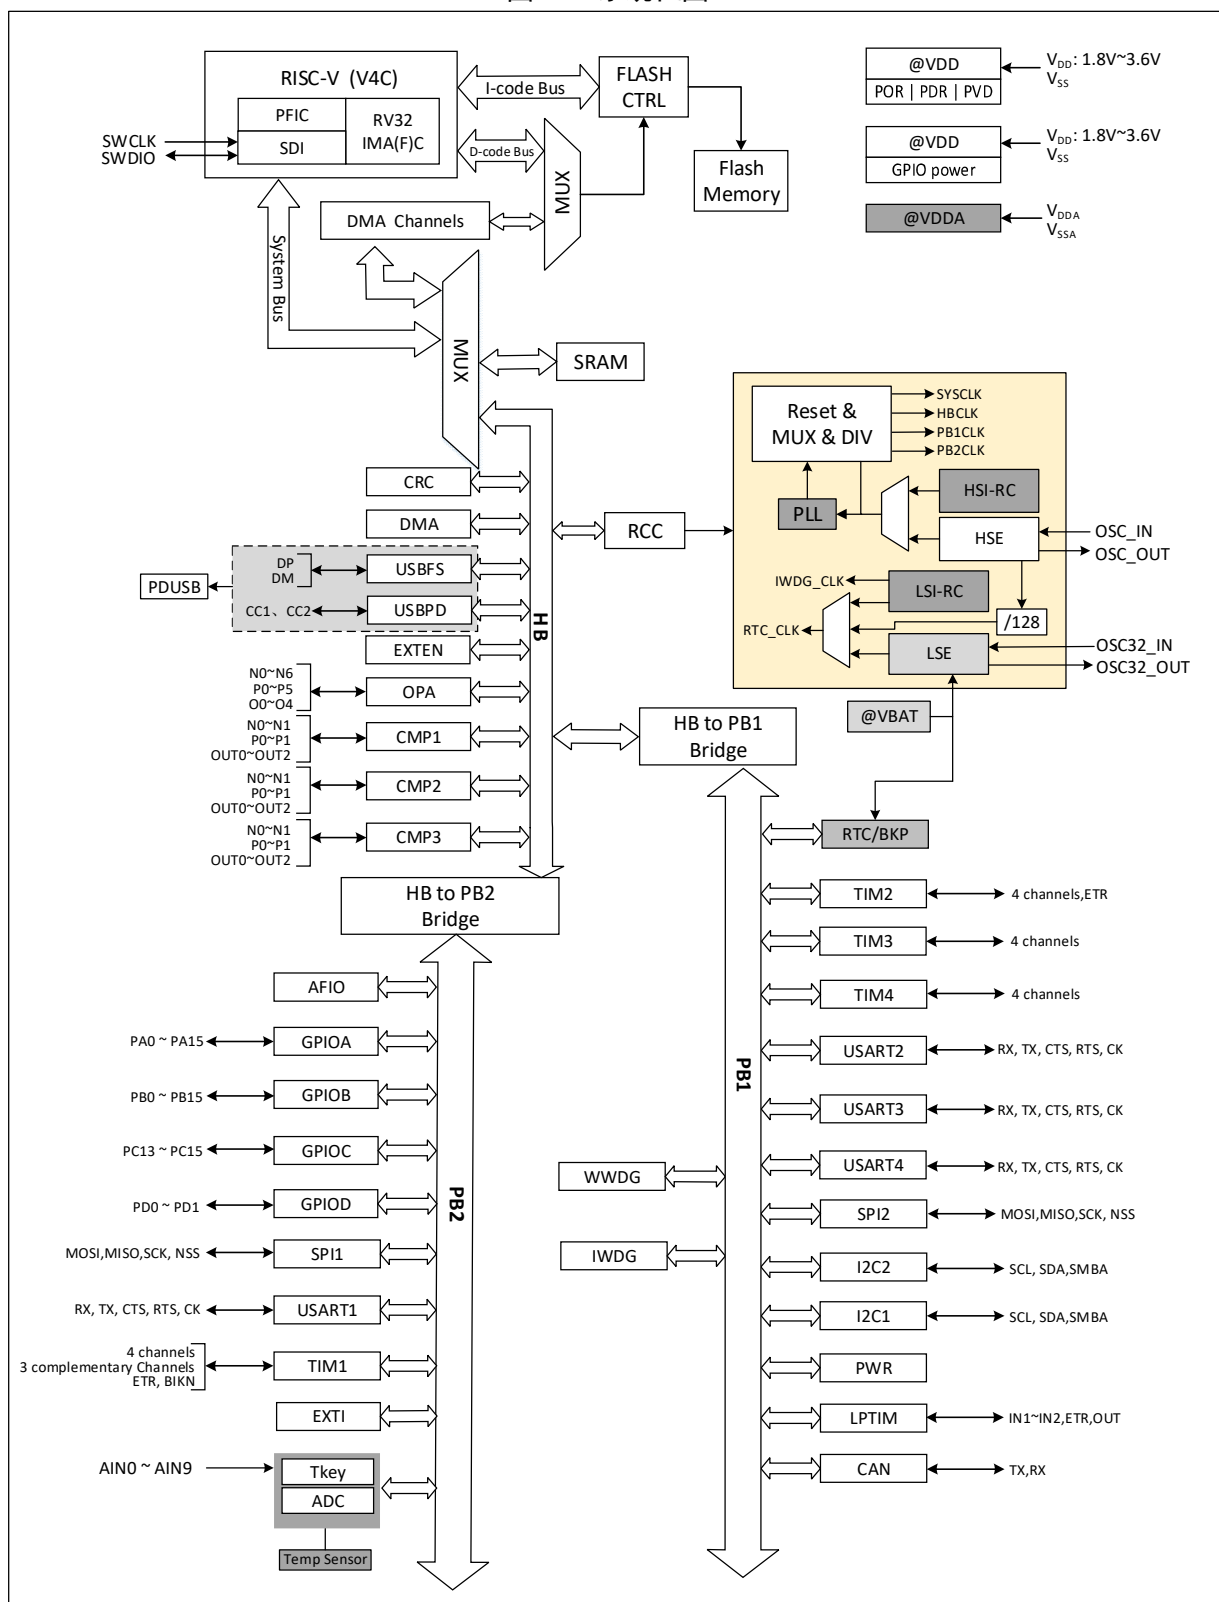 RISC-V (V4C)
PFIC
SDI
RV32
IMA(F)C
SWCLK
SWDIO
I-code Bus
D-code Bus
FLASH
CTRL
MUX
Flash
Memory
DMA Channels
System Bus
MUX
SRAM
@VDD
POR | PDR | PVD
VDD: 1.8V~3.6V
VSS
@VDD
GPIO power
VDD: 1.8V~3.6V
VSS
@VDDA
VDDA
VSSA
Reset &
MUX & DIV
SYSCLK
HBCLK
PB1CLK
PB2CLK
PLL
HSI-RC
HSE
OSC_IN
OSC_OUT
IWDG_CLK
LSI-RC
RTC_CLK
/128
LSE
OSC32_IN
OSC32_OUT
@VBAT
RCC
CRC
DMA
PDUSB
DP
DM
USBFS
CC1、CC2
USBPD
HB
EXTEN
N0~N6
P0~P5
O0~O4
OPA
N0~N1
P0~P1
OUT0~OUT2
CMP1
N0~N1
P0~P1
OUT0~OUT2
CMP2
N0~N1
P0~P1
OUT0~OUT2
CMP3
HB to PB1
Bridge
HB to PB2
Bridge
RTC/BKP
TIM2
4 channels,ETR
TIM3
4 channels
TIM4
4 channels
USART2
RX, TX, CTS, RTS, CK
USART3
RX, TX, CTS, RTS, CK
USART4
RX, TX, CTS, RTS, CK
SPI2
MOSI,MISO,SCK, NSS
I2C2
SCL, SDA,SMBA
I2C1
SCL, SDA,SMBA
PWR
LPTIM
IN1~IN2,ETR,OUT
CAN
TX,RX
PB1
WWDG
IWDG
AFIO
PA0 ~ PA15
GPIOA
PB0 ~ PB15
GPIOB
PC13 ~ PC15
GPIOC
PD0 ~ PD1
GPIOD
PB2
MOSI,MISO,SCK, NSS
SPI1
RX, TX, CTS, RTS, CK
USART1
4 channels
3 complementary Channels
ETR, BIKN
TIM1
EXTI
AIN0 ~ AIN9
Tkey
ADC
Temp Sensor